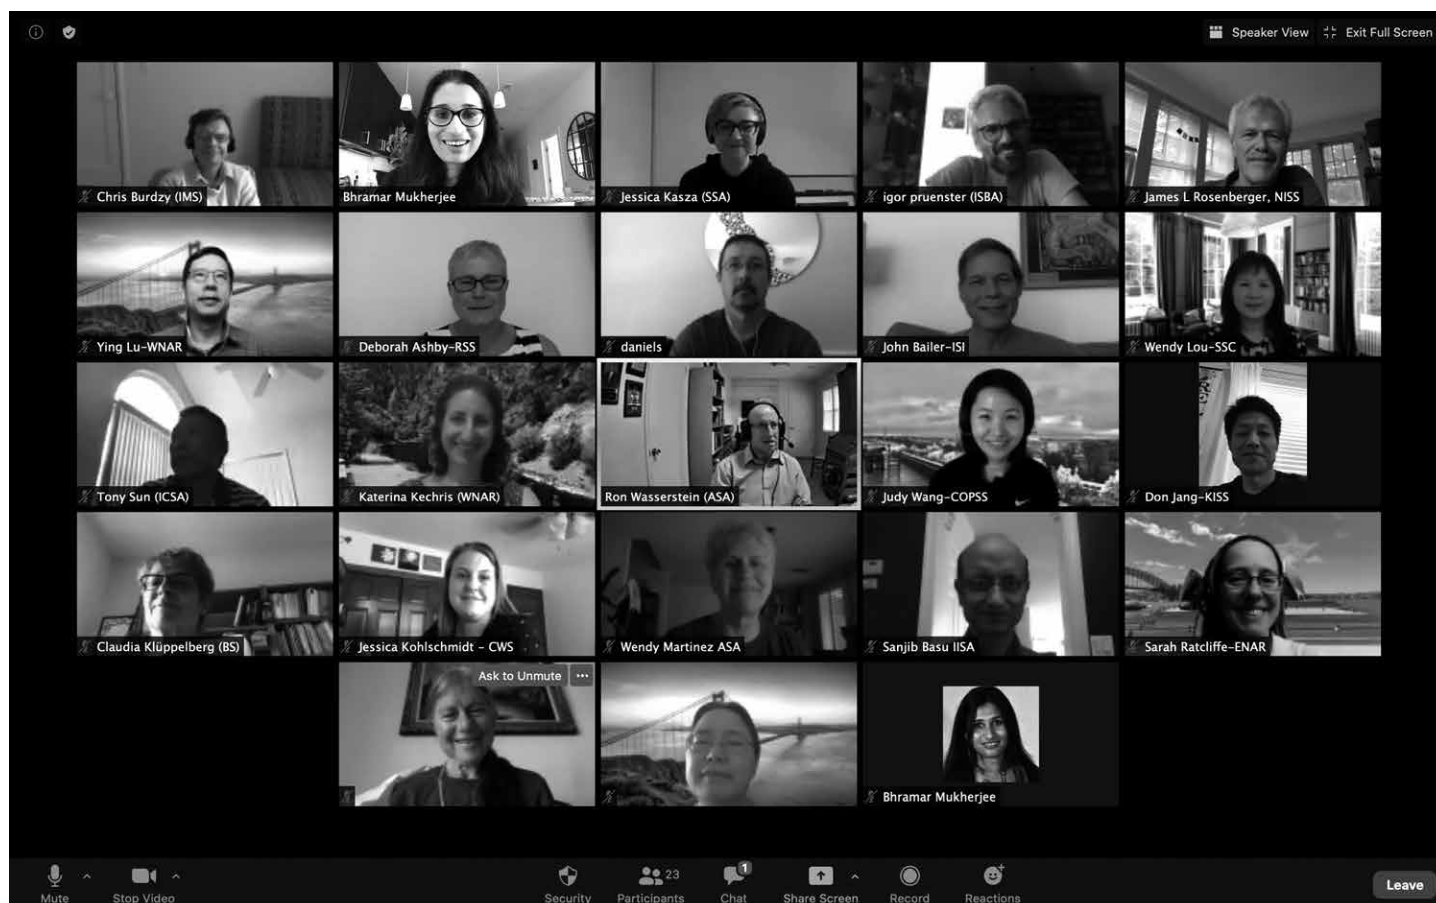 Speaker View
Exit Full Screen
Chris Burdzy (IMS)
Bhramar Mukherjee
Jessica Kasza (SSA)
igor pruenster (ISBA)
James L Rosenberger, NISS
Ying Lu-WNAR
Deborah Ashby-RSS
daniels
John Bailer-ISI
Wendy Lou-SSC
Tony Sun (ICSA)
Katerina Kechris (WNAR)
Ron Wasserstein (ASA)
Judy Wang-COPSS
Don Jang-KISS
Claudia Klüppelberg (BS)
Jessica Kohlschmidt - CWS
Wendy Martinez ASA
Sanjib Basu IISA
Sarah Ratcliffe-ENAR
Ask to Unmute
Bhramar Mukherjee
23
1
Mute
Stop Video
Security
Participants
Chat
Share Screen
Record
Reactions
Leave